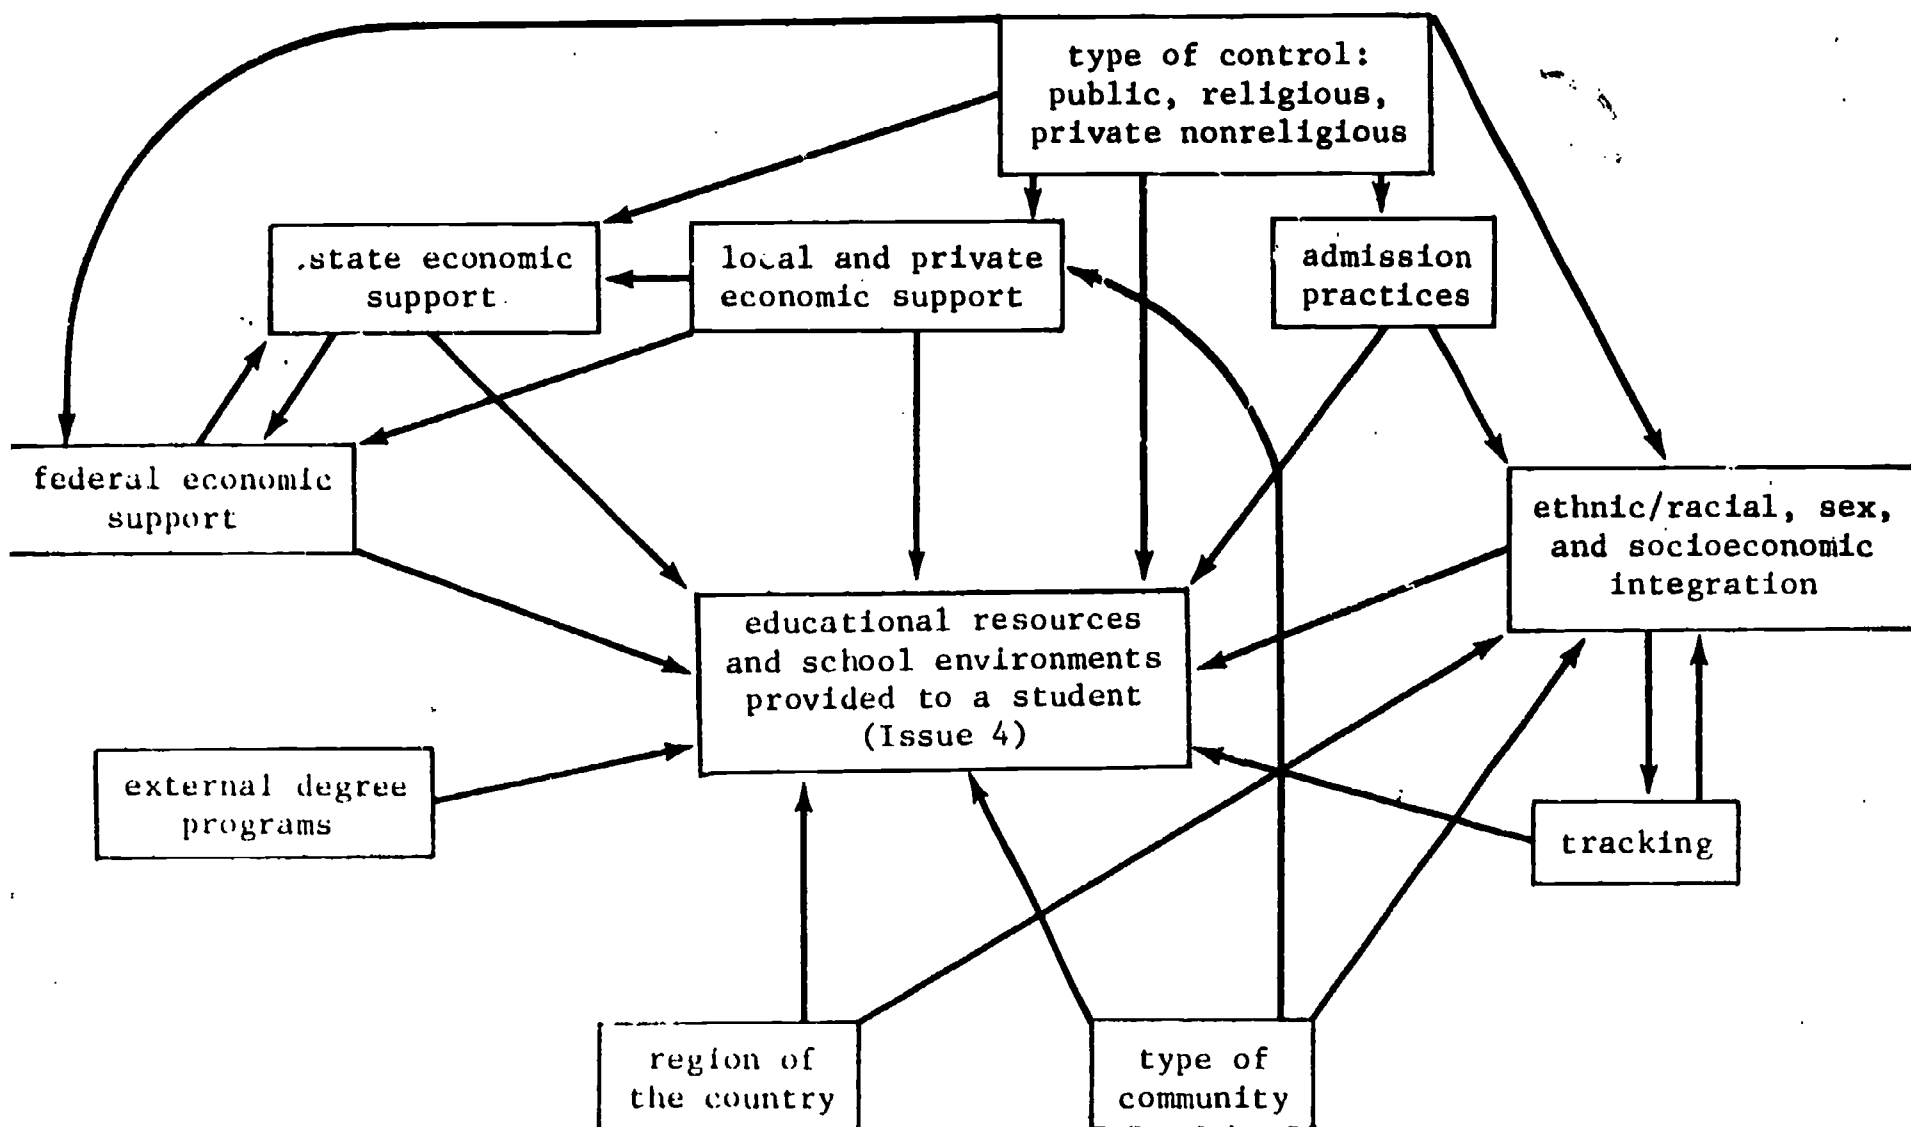 type of control:
public, religious,
private nonreligious
.state economic
support
local and private
economic support
admission
practices
federal economic
support
ethnic/racial, sex,
and socioeconomic
integration
educational resources
and school environments
provided to a student
(Issue 4)
external degree
programs
tracking
region of
the country
type of
community